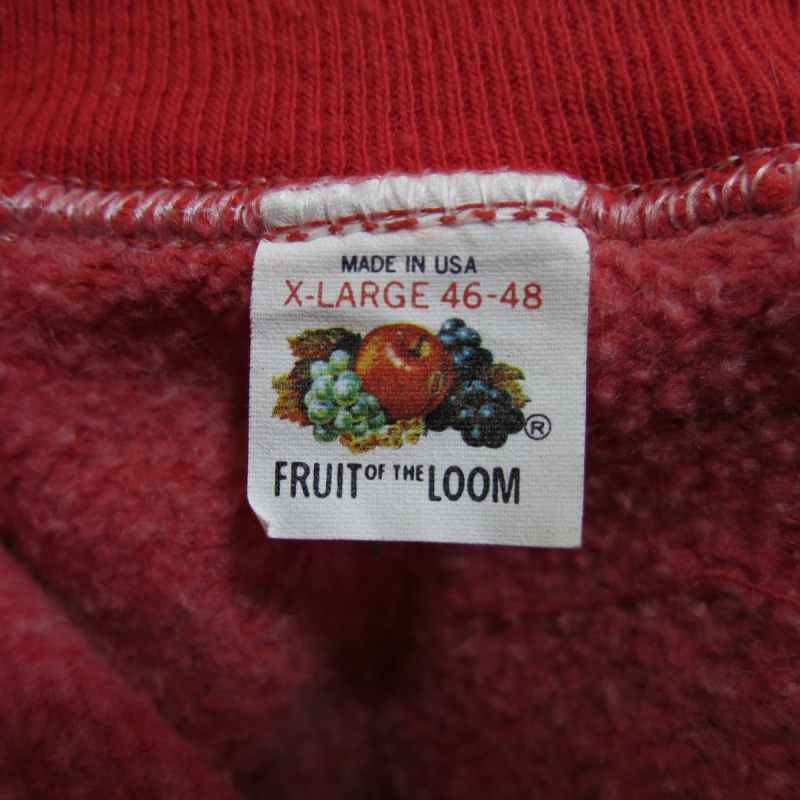 MADE IN USA
X-LARGE 46-48
®
FRUIT OF THE LOOM